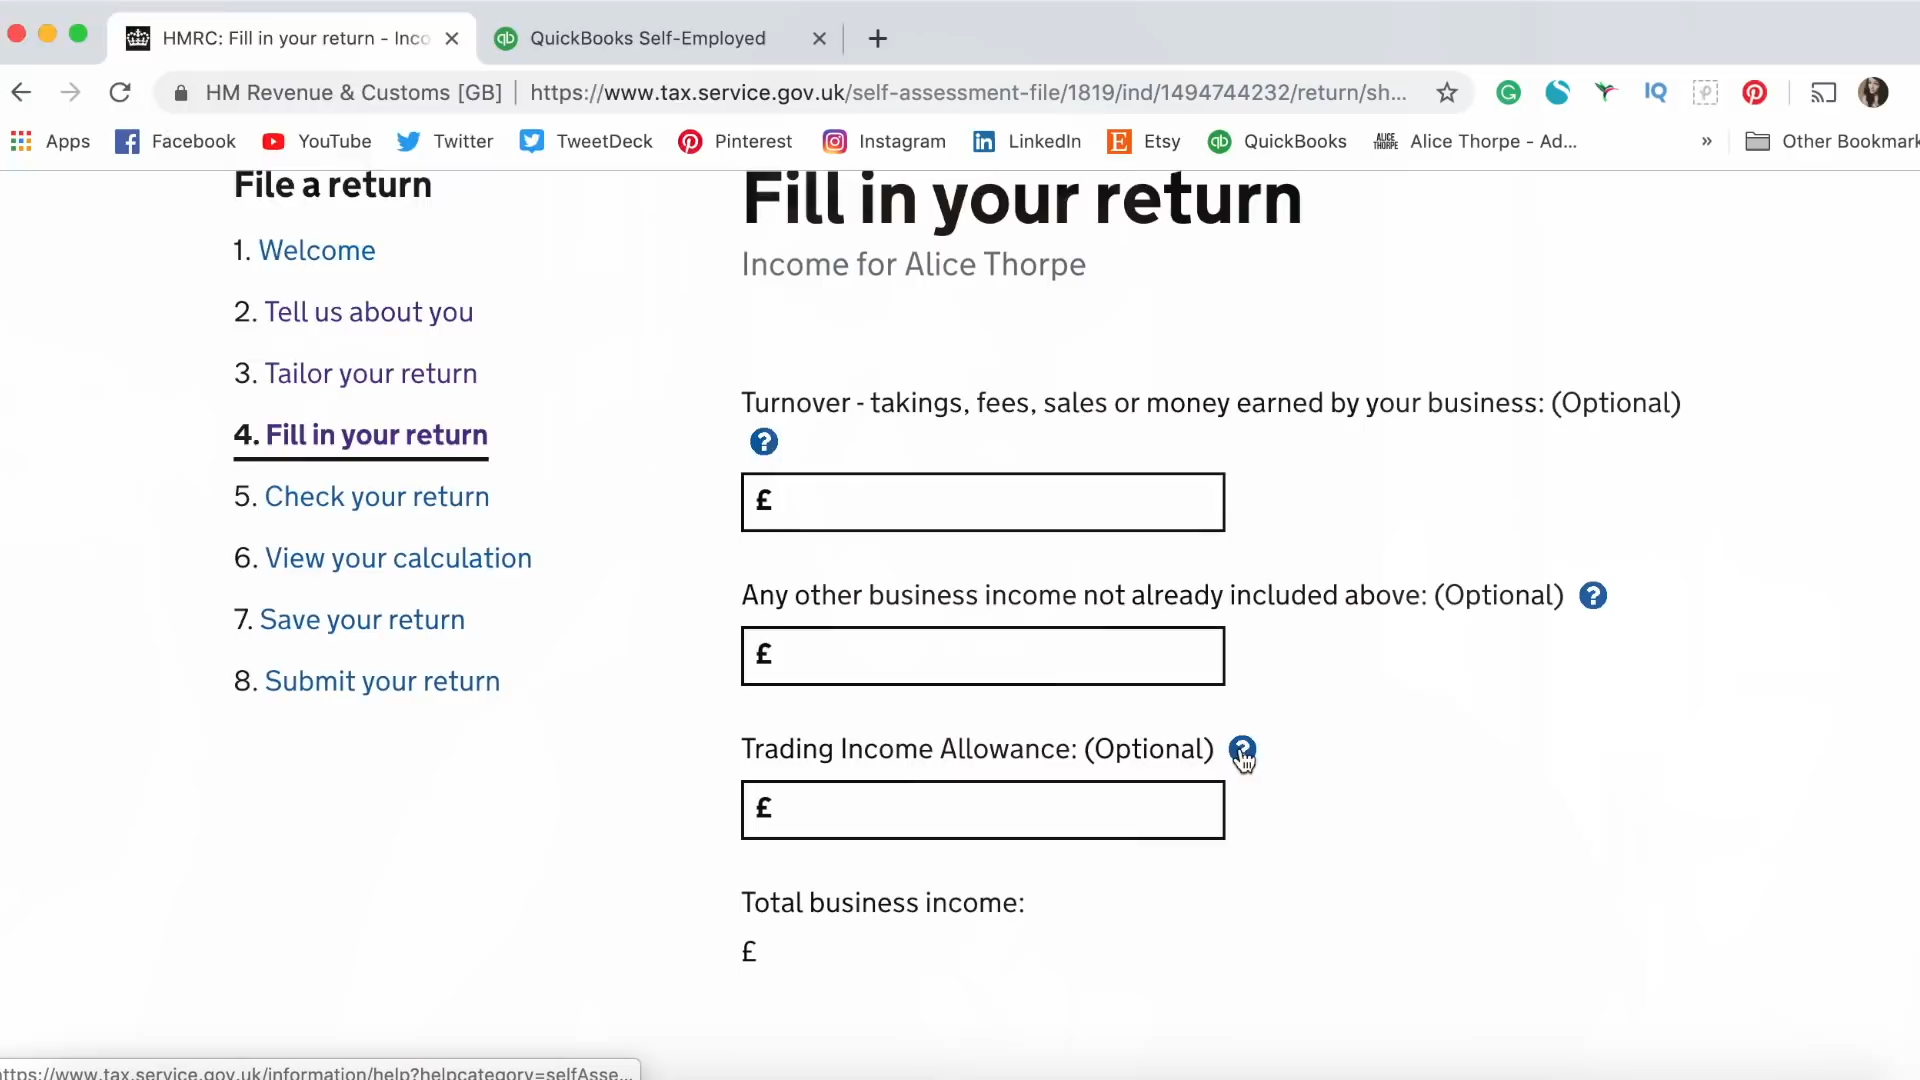 HMRC: Fill in your return - Inco
QuickBooks Self-Employed
HM Revenue & Customs [GB] | https://www.tax.service.gov.uk/self-assessment-file/1819/ind/1494744232/return/sh...
Apps Facebook YouTube Twitter TweetDeck Pinterest Instagram LinkedIn Etsy QuickBooks ALICE THORPE Alice Thorpe - Ad... » Other Bookmark
File a return
1. Welcome
2. Tell us about you
3. Tailor your return
4. Fill in your return
5. Check your return
6. View your calculation
7. Save your return
8. Submit your return
Fill in your return
Income for Alice Thorpe
Turnover - takings, fees, sales or money earned by your business: (Optional)
?
£
Any other business income not already included above: (Optional) ?
£
Trading Income Allowance: (Optional) ?
£
Total business income:
£
https://www.tax.service.gov.uk/information/help?helpcategory=selfAsse...